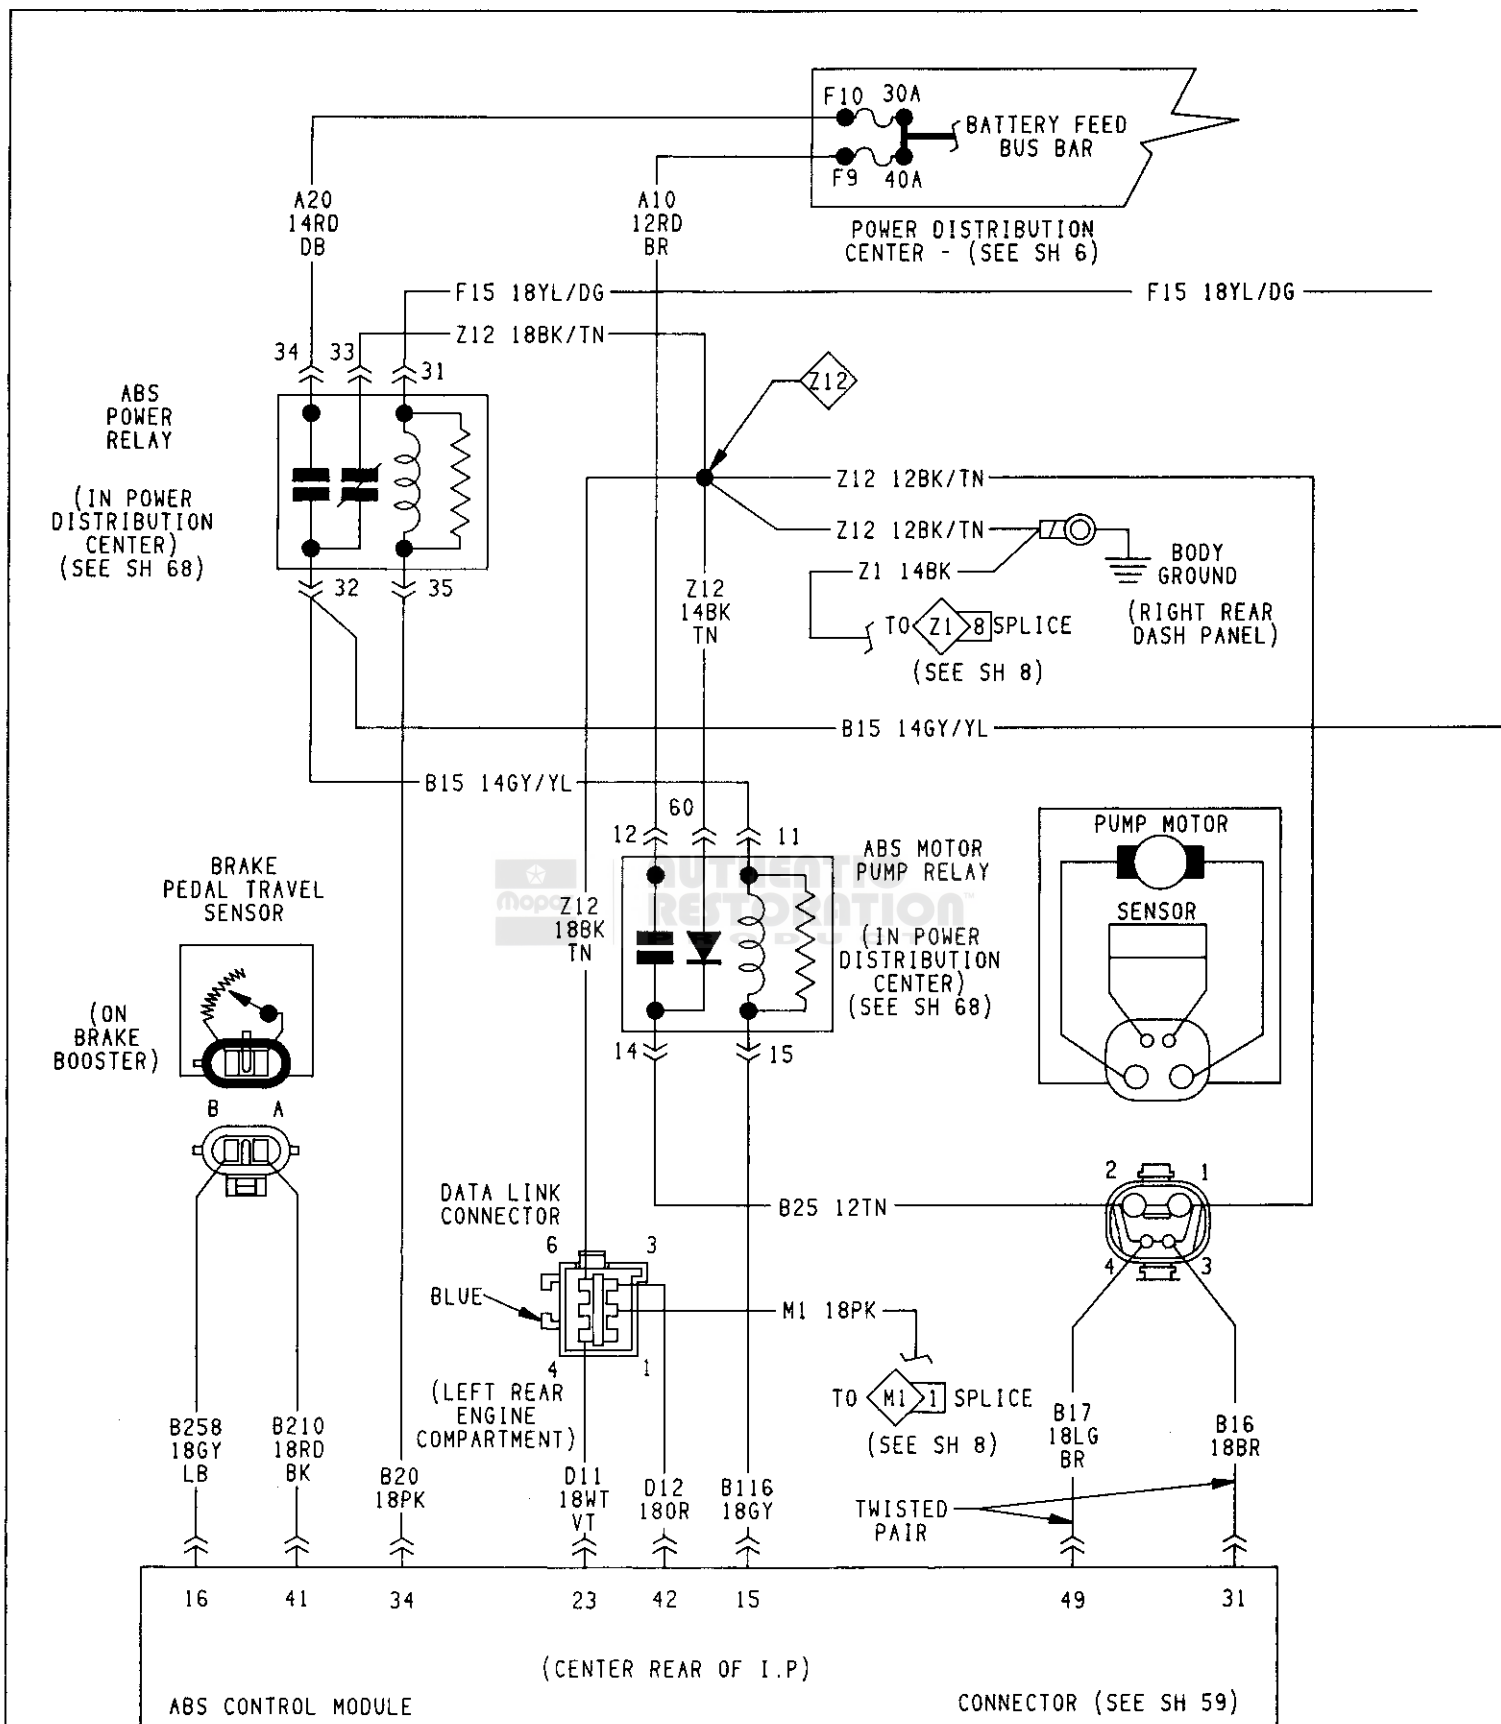 F10 30A
BATTERY FEED
BUS BAR
F9 40A
POWER DISTRIBUTION
CENTER - (SEE SH 6)
A20
14RD
DB
A10
12RD
BR
F15 18YL/DG
F15 18YL/DG
Z12 18BK/TN
34 33 31
Z12
ABS
POWER
RELAY
(IN POWER
DISTRIBUTION
CENTER)
(SEE SH 68)
Z12 12BK/TN
Z12 12BK/TN
Z1 14BK
BODY
GROUND
(RIGHT REAR
DASH PANEL)
32 35
Z12
14BK
TN
TO Z1 8 SPLICE
(SEE SH 8)
B15 14GY/YL
B15 14GY/YL
60
12 11
ABS MOTOR
PUMP RELAY
(IN POWER
DISTRIBUTION
CENTER)
(SEE SH 68)
PUMP MOTOR
SENSOR
Mopar
AUTHENTIC
RESTORATION
PRODUCTS
BRAKE
PEDAL TRAVEL
SENSOR
(ON
BRAKE
BOOSTER)
Z12
18BK
TN
14 15
B A
2 1
DATA LINK
CONNECTOR
B25 12TN
6 3
4 3
BLUE
M1 18PK
4 1
(LEFT REAR
ENGINE
COMPARTMENT)
TO M1 1 SPLICE
(SEE SH 8)
B258
18GY
LB
B210
18RD
BK
B20
18PK
D11
18WT
VT
D12
18OR
B116
18GY
B17
18LG
BR
B16
18BR
TWISTED
PAIR
16 41 34 23 42 15 49 31
(CENTER REAR OF I.P)
ABS CONTROL MODULE
CONNECTOR (SEE SH 59)